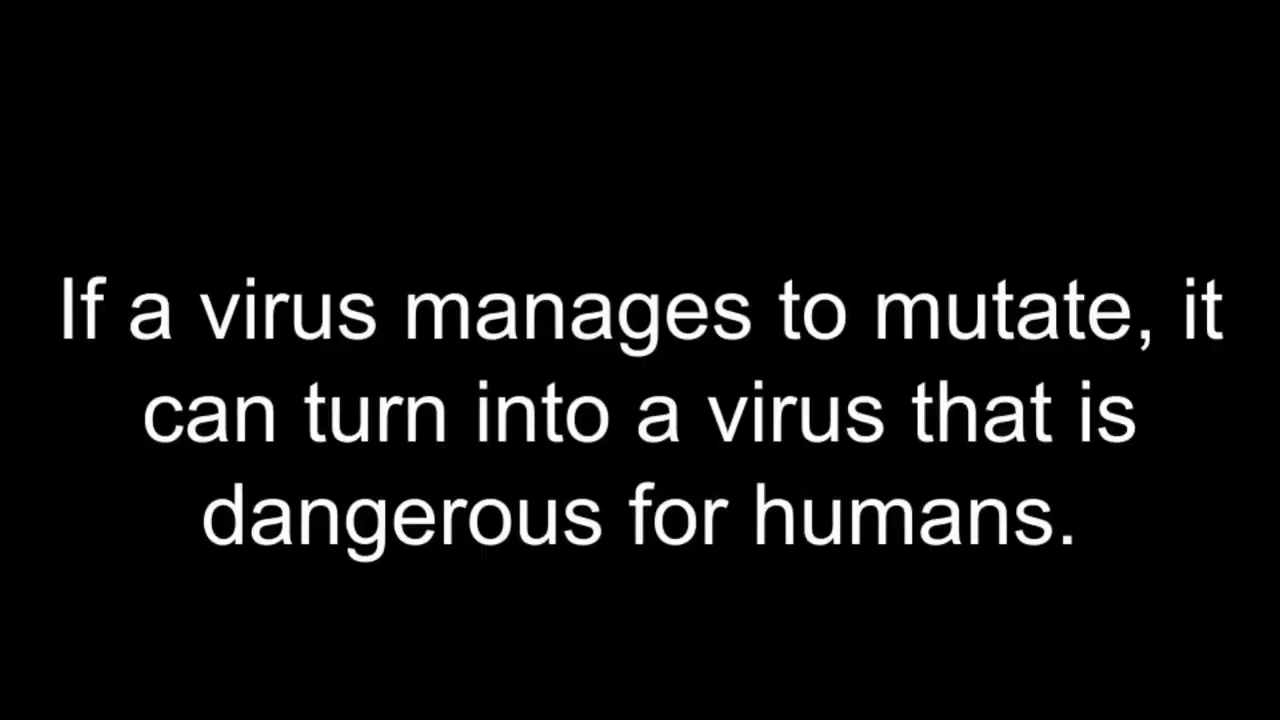 If a virus manages to mutate, it
can turn into a virus that is
dangerous for humans.